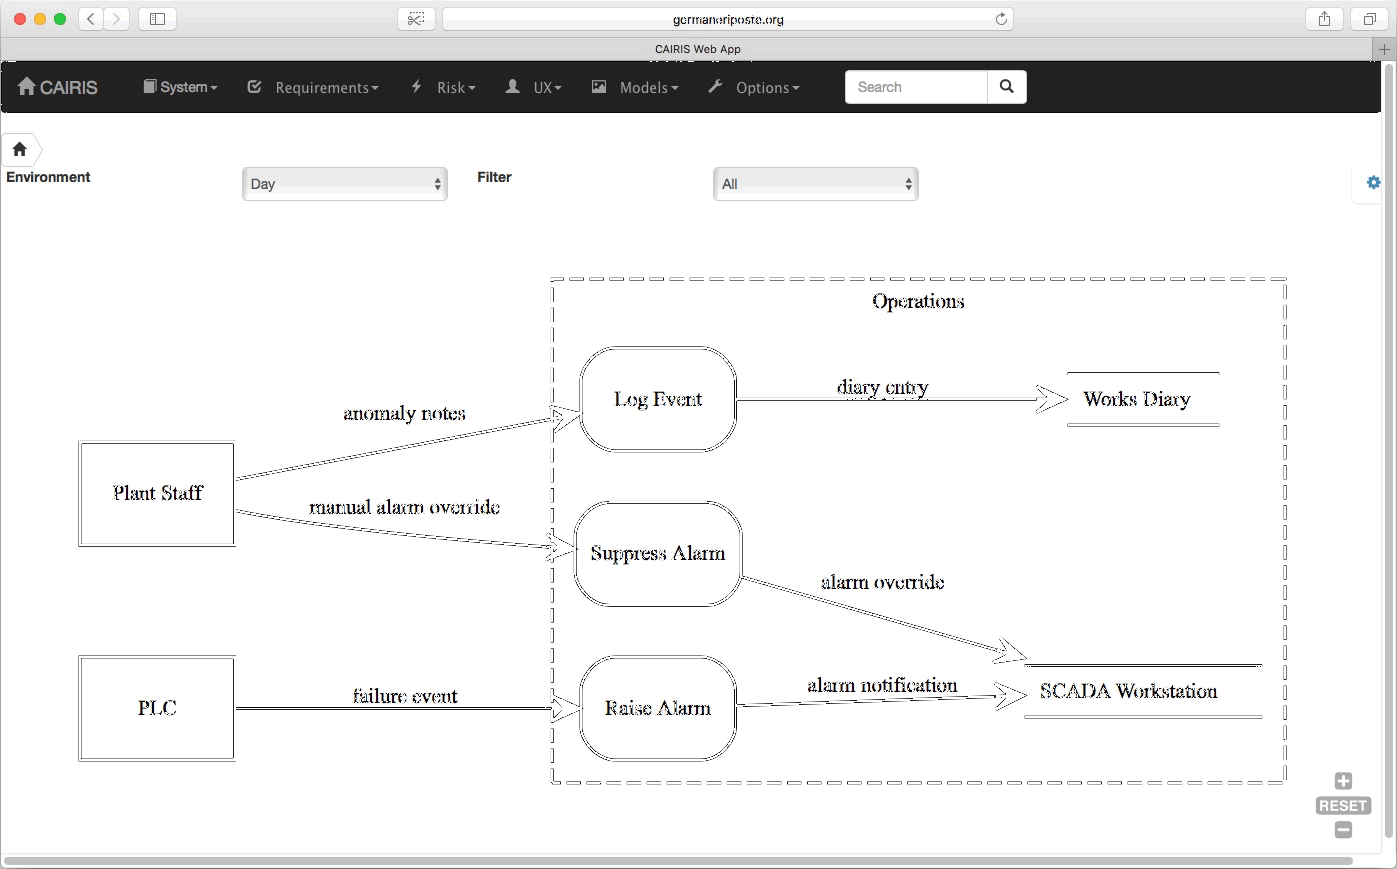 germaneriposte.org
CAIRIS Web App
CAIRIS System Requirements Risk UX Models Options Search
Environment Day Filter All
Operations
Log Event
diary entry
Works Diary
anomaly notes
Plant Staff
manual alarm override
Suppress Alarm
alarm override
failure event
PLC
Raise Alarm
alarm notification
SCADA Workstation
RESET